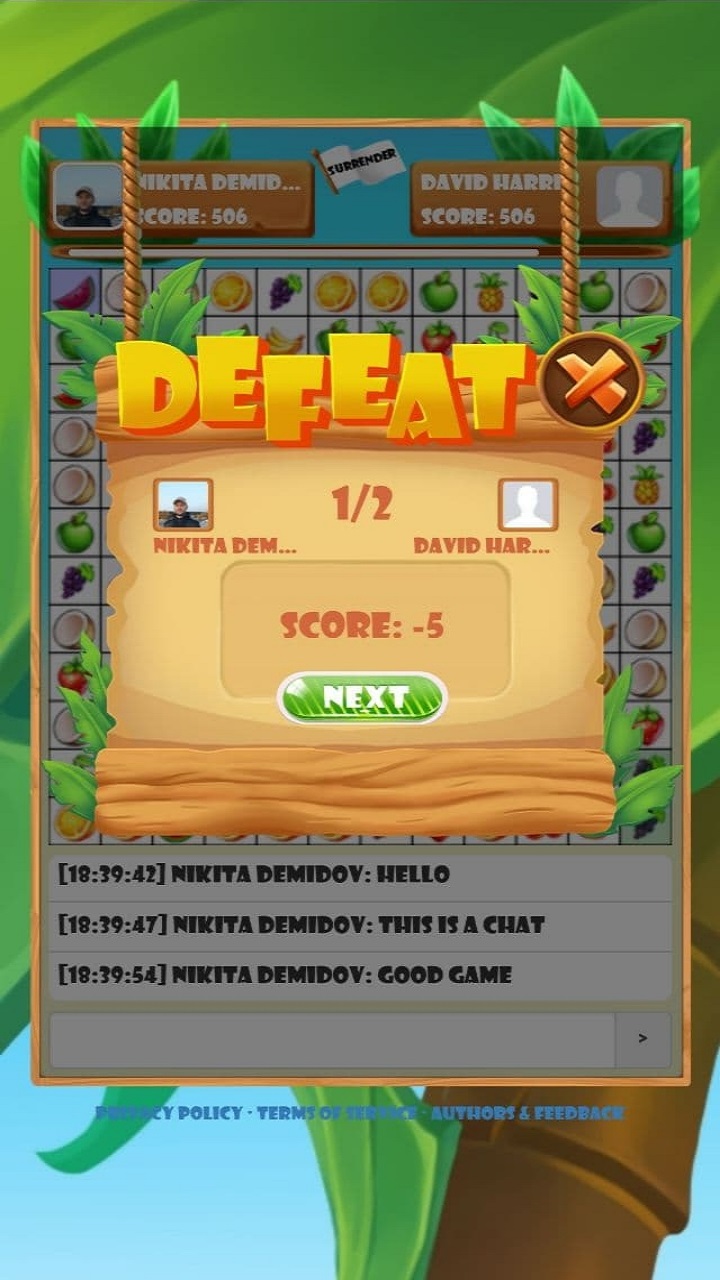 NIKITA DEMID...
SCORE: 506
SURRENDER
DAVID HARRI
SCORE: 506
DEFEAT
1/2
NIKITA DEM...
DAVID HAR...
SCORE: -5
NEXT
[18:39:42] NIKITA DEMIDOV: HELLO
[18:39:47] NIKITA DEMIDOV: THIS IS A CHAT
[18:39:54] NIKITA DEMIDOV: GOOD GAME
>
PRIVACY POLICY · TERMS OF SERVICE · AUTHORS & FEEDBACK